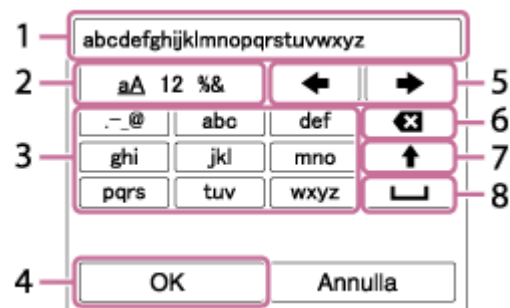 1
abcdefghijklmnopqrstuvwxyz
2
aA 12 %&
5
.-_@ abc def
6
3
ghi jkl mno
7
pqrs tuv wxyz
8
4
OK Annulla